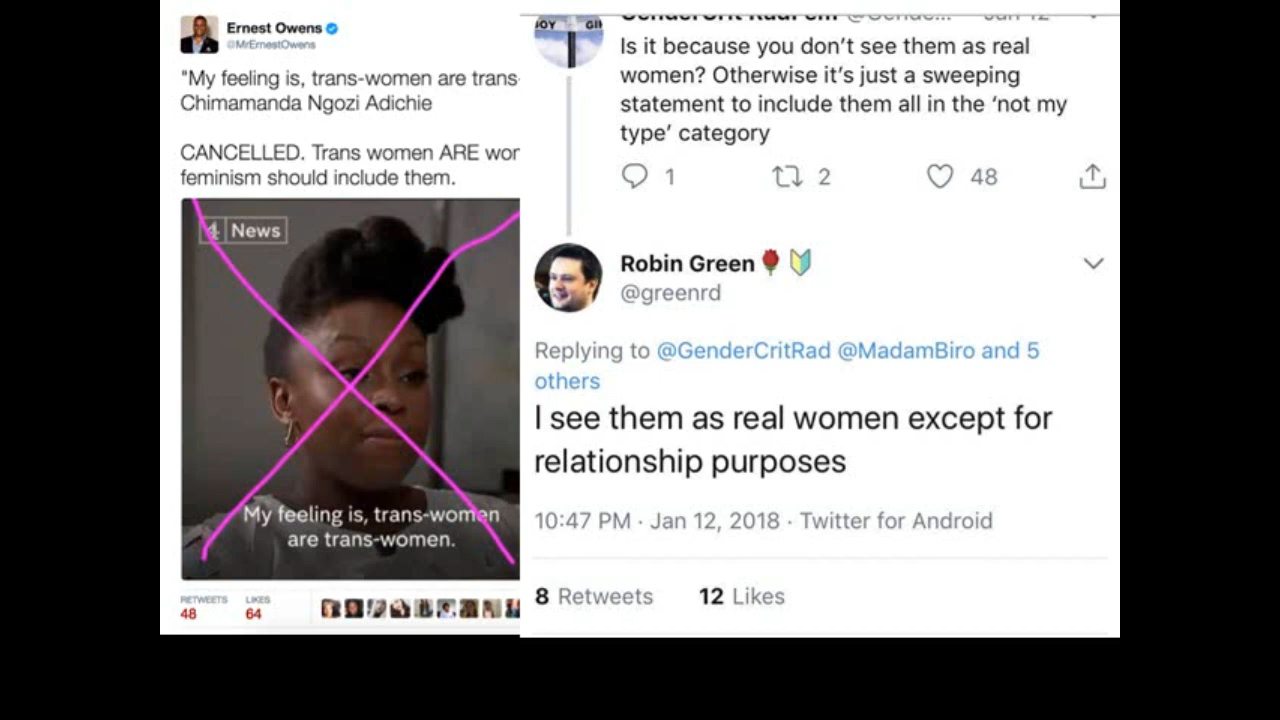 Ernest Owens
@MrErnestOwens
"My feeling is, trans-women are trans-
Chimamanda Ngozi Adichie
CANCELLED. Trans women ARE
feminism should include them.
4 News
My feeling is, trans-women
are trans-women.
RETWEETS LIKES
48 64
Is it because you don't see them as real
women? Otherwise it's just a sweeping
statement to include them all in the 'not my
type' category
1 2 48
Robin Green
@greenrd
Replying to @GenderCritRad @MadamBiro and 5
others
I see them as real women except for
relationship purposes
10:47 PM · Jan 12, 2018 · Twitter for Android
8 Retweets 12 Likes